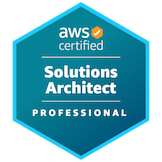 aws
certified
Solutions
Architect
PROFESSIONAL